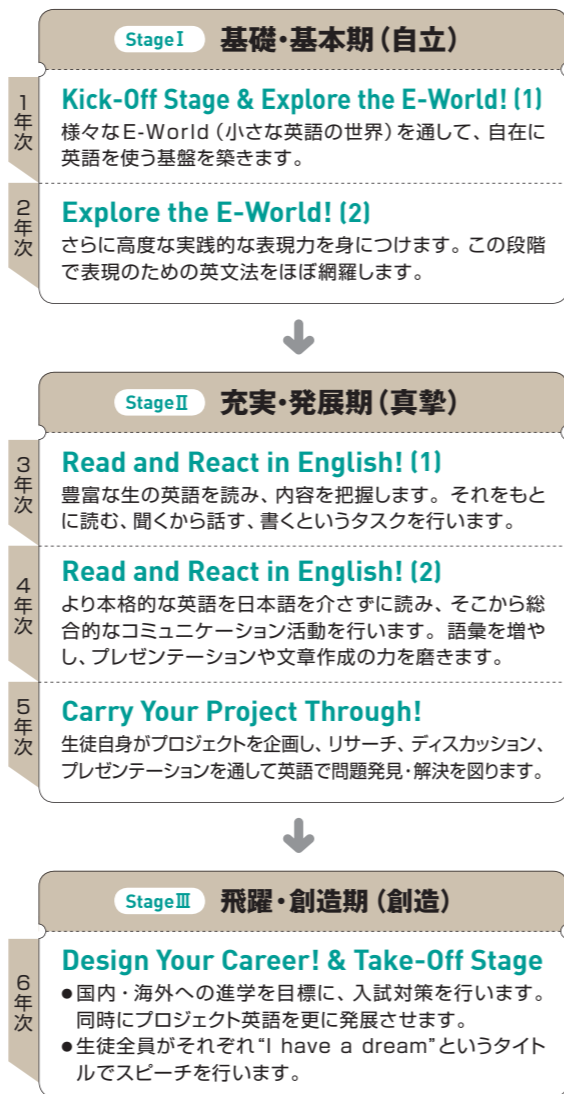 StageⅠ 基礎・基本期（自立）
1年次
Kick-Off Stage & Explore the E-World! (1)
様々なE-World（小さな英語の世界）を通して、自在に
英語を使う基盤を築きます。
2年次
Explore the E-World! (2)
さらに高度な実践的な表現力を身につけます。この段階
で表現のための英文法をほぼ網羅します。
StageⅡ 充実・発展期（真摯）
3年次
Read and React in English! (1)
豊富な生の英語を読み、内容を把握します。それをもと
に読む、聞くから話す、書くというタスクを行います。
4年次
Read and React in English! (2)
より本格的な英語を日本語を介さずに読み、そこから総
合的なコミュニケーション活動を行います。語彙を増や
し、プレゼンテーションや文章作成の力を磨きます。
5年次
Carry Your Project Through!
生徒自身がプロジェクトを企画し、リサーチ、ディスカッション、
プレゼンテーションを通して英語で問題発見・解決を図ります。
StageⅢ 飛躍・創造期（創造）
6年次
Design Your Career! & Take-Off Stage
●国内・海外への進学を目標に、入試対策を行います。
同時にプロジェクト英語を更に発展させます。
●生徒全員がそれぞれ“I have a dream”というタイト
ルでスピーチを行います。